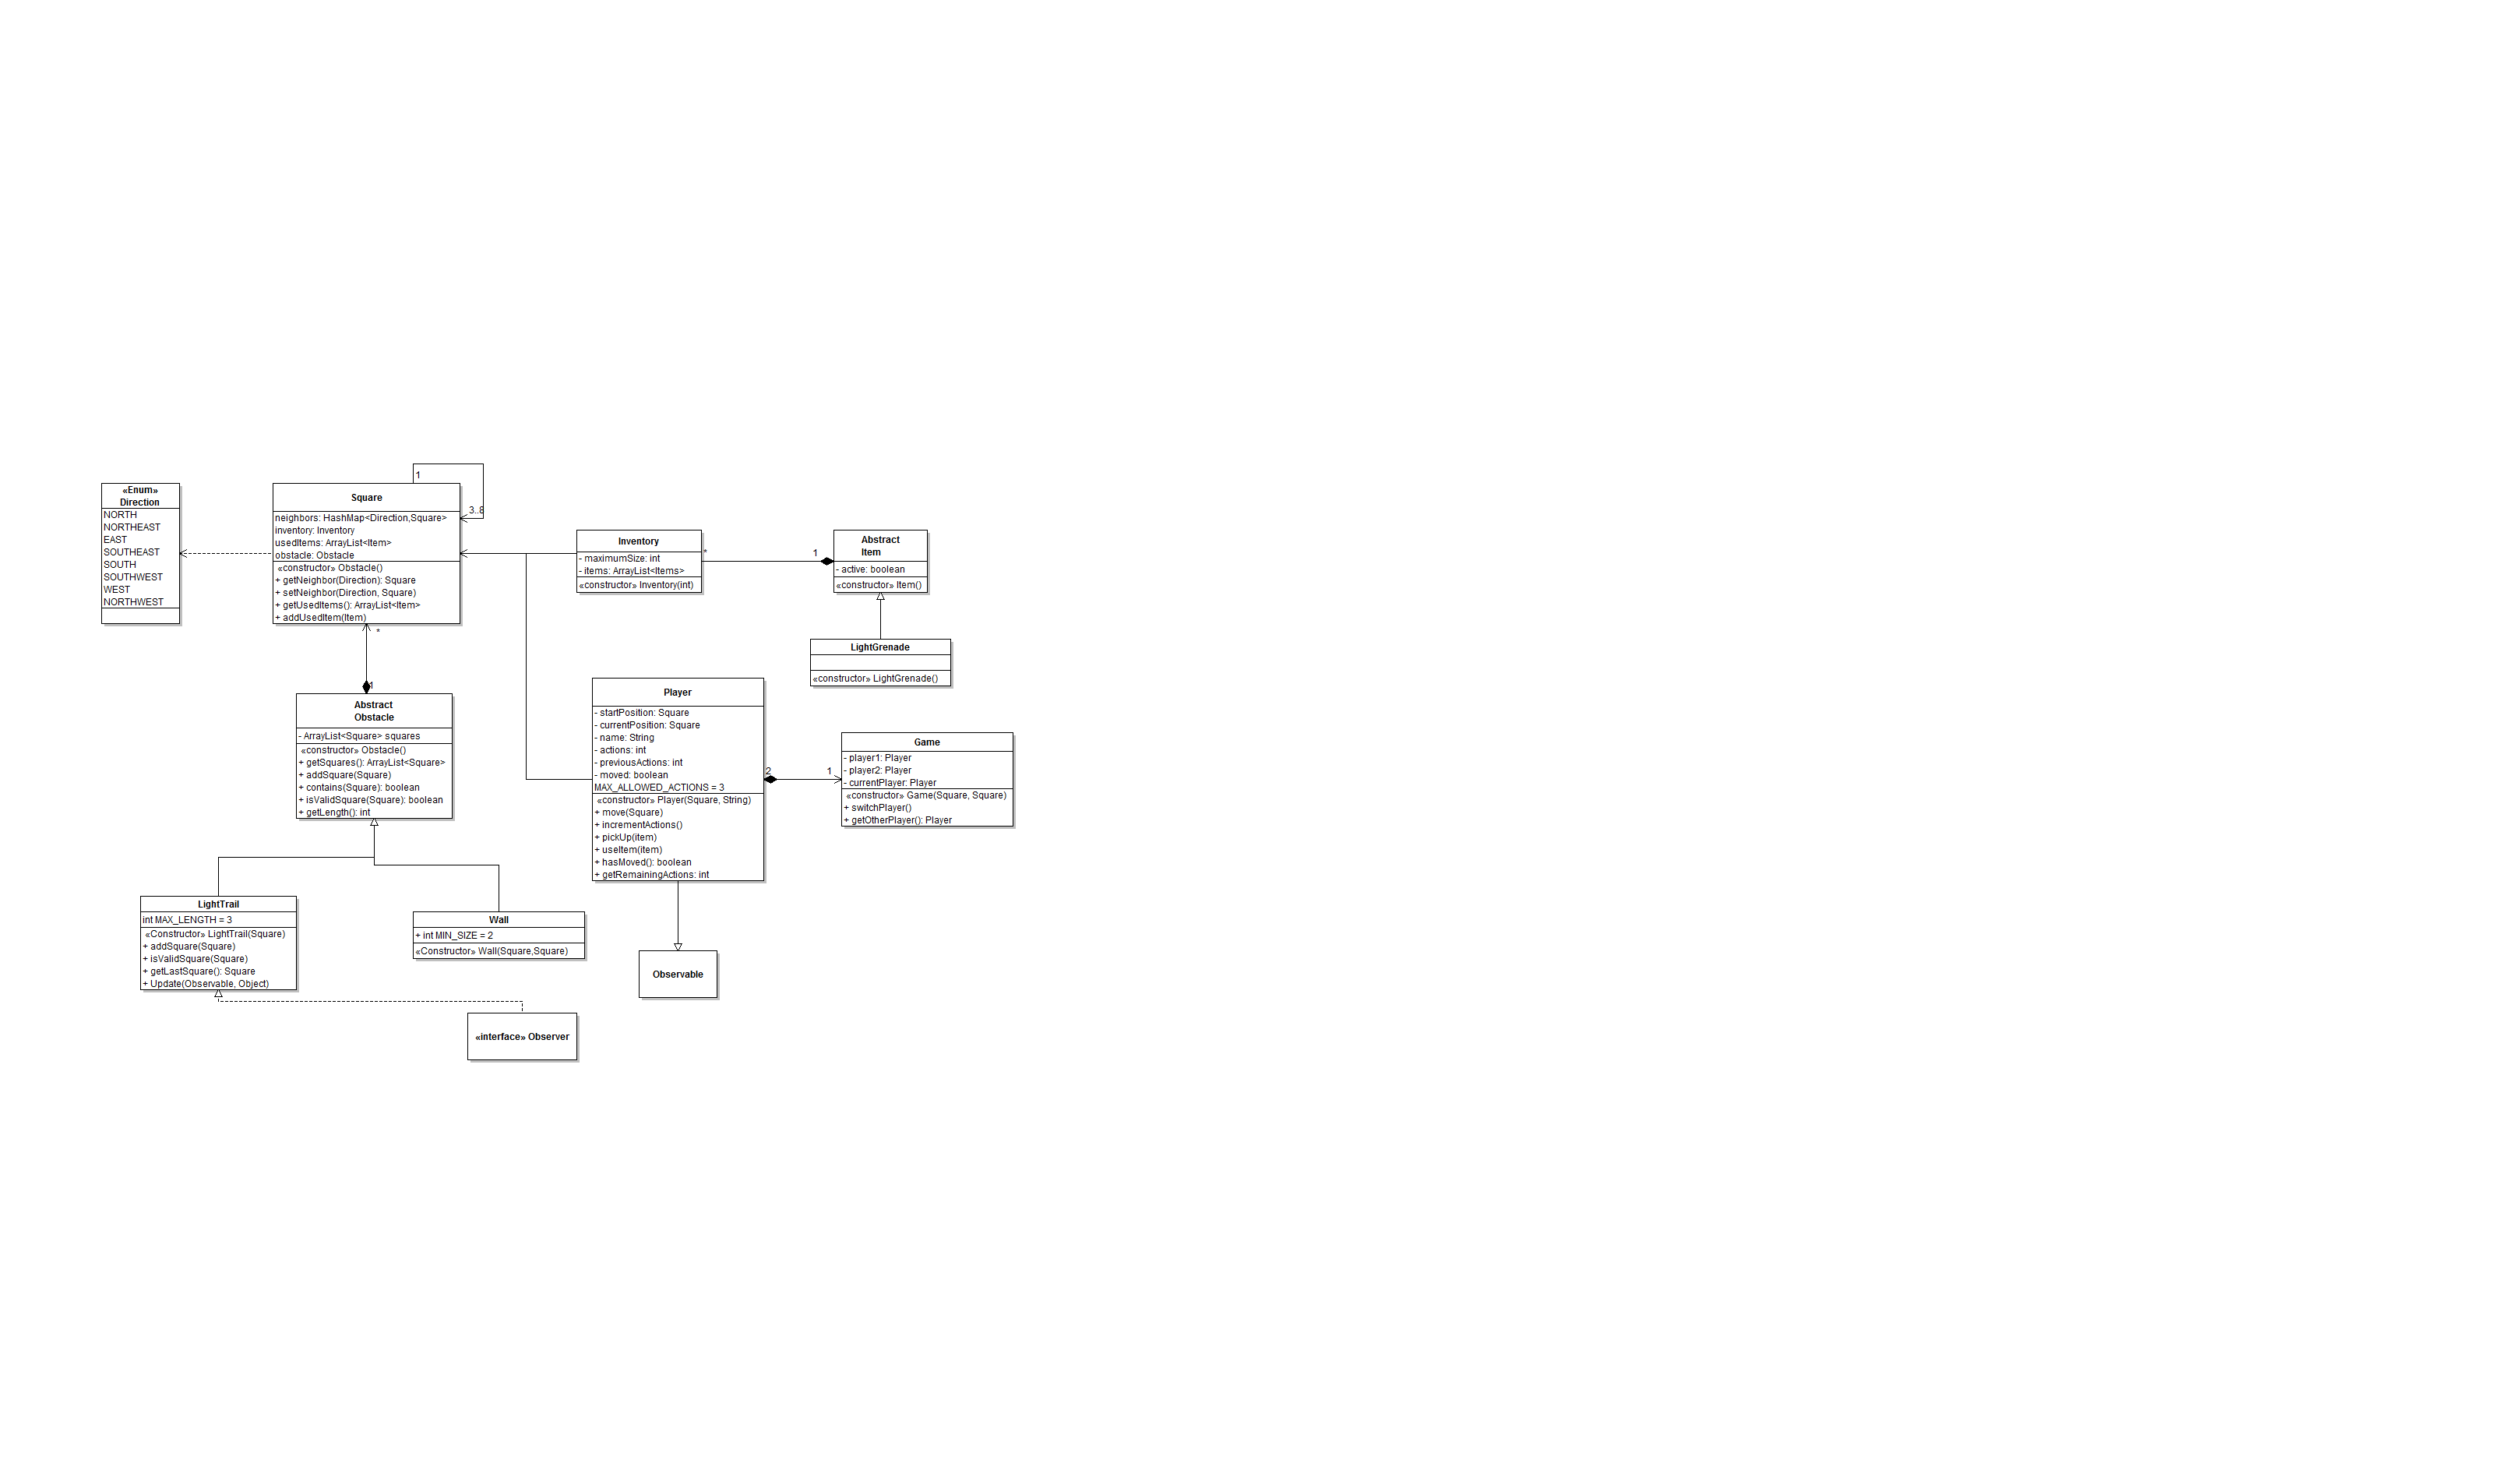 «Enum»
Direction
NORTH
NORTHEAST
EAST
SOUTHEAST
SOUTH
SOUTHWEST
WEST
NORTHWEST
1
3..8
Square
neighbors: HashMap<Direction,Square>
inventory: Inventory
usedItems: ArrayList<Item>
obstacle: Obstacle
«constructor» Obstacle()
+ getNeighbor(Direction): Square
+ setNeighbor(Direction, Square)
+ getUsedItems(): ArrayList<Item>
+ addUsedItem(Item)
*
1
Inventory
- maximumSize: int
- items: ArrayList<Items>
«constructor» Inventory(int)
*
1
Abstract
Item
- active: boolean
«constructor» Item()
LightGrenade
«constructor» LightGrenade()
Abstract
Obstacle
- ArrayList<Square> squares
«constructor» Obstacle()
+ getSquares(): ArrayList<Square>
+ addSquare(Square)
+ contains(Square): boolean
+ isValidSquare(Square): boolean
+ getLength(): int
Player
- startPosition: Square
- currentPosition: Square
- name: String
- actions: int
- previousActions: int
- moved: boolean
MAX_ALLOWED_ACTIONS = 3
«constructor» Player(Square, String)
+ move(Square)
+ incrementActions()
+ pickUp(item)
+ useItem(item)
+ hasMoved(): boolean
+ getRemainingActions: int
2
1
Game
- player1: Player
- player2: Player
- currentPlayer: Player
«constructor» Game(Square, Square)
+ switchPlayer()
+ getOtherPlayer(): Player
LightTrail
int MAX_LENGTH = 3
«Constructor» LightTrail(Square)
+ addSquare(Square)
+ isValidSquare(Square)
+ getLastSquare(): Square
+ Update(Observable, Object)
Wall
+ int MIN_SIZE = 2
«Constructor» Wall(Square,Square)
Observable
«interface» Observer